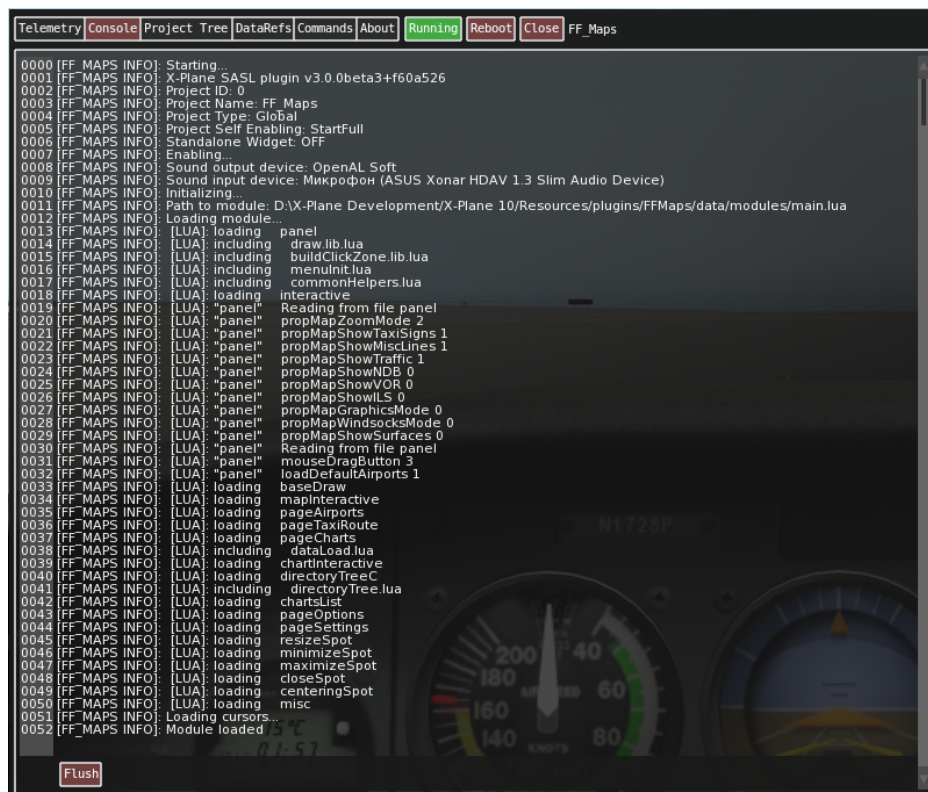 Telemetry Console Project Tree DataRefs Commands About Running Reboot Close FF_Maps
0000 [FF_MAPS INFO]: Starting...
0001 [FF_MAPS INFO]: X-Plane SASL plugin v3.0.0beta3+f60a526
0002 [FF_MAPS INFO]: Project ID: 0
0003 [FF_MAPS INFO]: Project Name: FF_Maps
0004 [FF_MAPS INFO]: Project Type: Global
0005 [FF_MAPS INFO]: Project Self Enabling: StartFull
0006 [FF_MAPS INFO]: Standalone Widget: OFF
0007 [FF_MAPS INFO]: Enabling...
0008 [FF_MAPS INFO]: Sound output device: OpenAL Soft
0009 [FF_MAPS INFO]: Sound input device: Микрофон (ASUS Xonar HDAV 1.3 Slim Audio Device)
0010 [FF_MAPS INFO]: Initializing...
0011 [FF_MAPS INFO]: Path to module: D:\X-Plane Development/X-Plane 10/Resources/plugins/FFMaps/data/modules/main.lua
0012 [FF_MAPS INFO]: Loading module...
0013 [FF_MAPS INFO]: [LUA]: loading panel
0014 [FF_MAPS INFO]: [LUA]: including draw.lib.lua
0015 [FF_MAPS INFO]: [LUA]: including buildClickZone.lib.lua
0016 [FF_MAPS INFO]: [LUA]: including menuInit.lua
0017 [FF_MAPS INFO]: [LUA]: including commonHelpers.lua
0018 [FF_MAPS INFO]: [LUA]: loading interactive
0019 [FF_MAPS INFO]: [LUA]: "panel" Reading from file panel
0020 [FF_MAPS INFO]: [LUA]: "panel" propMapZoomMode 2
0021 [FF_MAPS INFO]: [LUA]: "panel" propMapShowTaxiSigns 1
0022 [FF_MAPS INFO]: [LUA]: "panel" propMapShowMiscLines 1
0023 [FF_MAPS INFO]: [LUA]: "panel" propMapShowTraffic 1
0024 [FF_MAPS INFO]: [LUA]: "panel" propMapShowNDB 0
0025 [FF_MAPS INFO]: [LUA]: "panel" propMapShowVOR 0
0026 [FF_MAPS INFO]: [LUA]: "panel" propMapShowILS 0
0027 [FF_MAPS INFO]: [LUA]: "panel" propMapGraphicsMode 0
0028 [FF_MAPS INFO]: [LUA]: "panel" propMapWindsocksMode 0
0029 [FF_MAPS INFO]: [LUA]: "panel" propMapShowSurfaces 0
0030 [FF_MAPS INFO]: [LUA]: "panel" Reading from file panel
0031 [FF_MAPS INFO]: [LUA]: "panel" mouseDragButton 3
0032 [FF_MAPS INFO]: [LUA]: "panel" loadDefaultAirports 1
0033 [FF_MAPS INFO]: [LUA]: loading baseDraw
0034 [FF_MAPS INFO]: [LUA]: loading mapInteractive
0035 [FF_MAPS INFO]: [LUA]: loading pageAirports
0036 [FF_MAPS INFO]: [LUA]: loading pageTaxiRoute
0037 [FF_MAPS INFO]: [LUA]: loading pageCharts
0038 [FF_MAPS INFO]: [LUA]: including dataLoad.lua
0039 [FF_MAPS INFO]: [LUA]: loading chartInteractive
0040 [FF_MAPS INFO]: [LUA]: loading directoryTreeC
0041 [FF_MAPS INFO]: [LUA]: including directoryTree.lua
0042 [FF_MAPS INFO]: [LUA]: loading chartsList
0043 [FF_MAPS INFO]: [LUA]: loading pageOptions
0044 [FF_MAPS INFO]: [LUA]: loading pageSettings
0045 [FF_MAPS INFO]: [LUA]: loading resizeSpot
0046 [FF_MAPS INFO]: [LUA]: loading minimizeSpot
0047 [FF_MAPS INFO]: [LUA]: loading maximizeSpot
0048 [FF_MAPS INFO]: [LUA]: loading closeSpot
0049 [FF_MAPS INFO]: [LUA]: loading centeringSpot
0050 [FF_MAPS INFO]: [LUA]: loading misc
0051 [FF_MAPS INFO]: Loading cursors...
0052 [FF_MAPS INFO]: Module loaded
N1728P
200 40
180
AIRSPEED 60
160
140 KNOTS 80
Flush